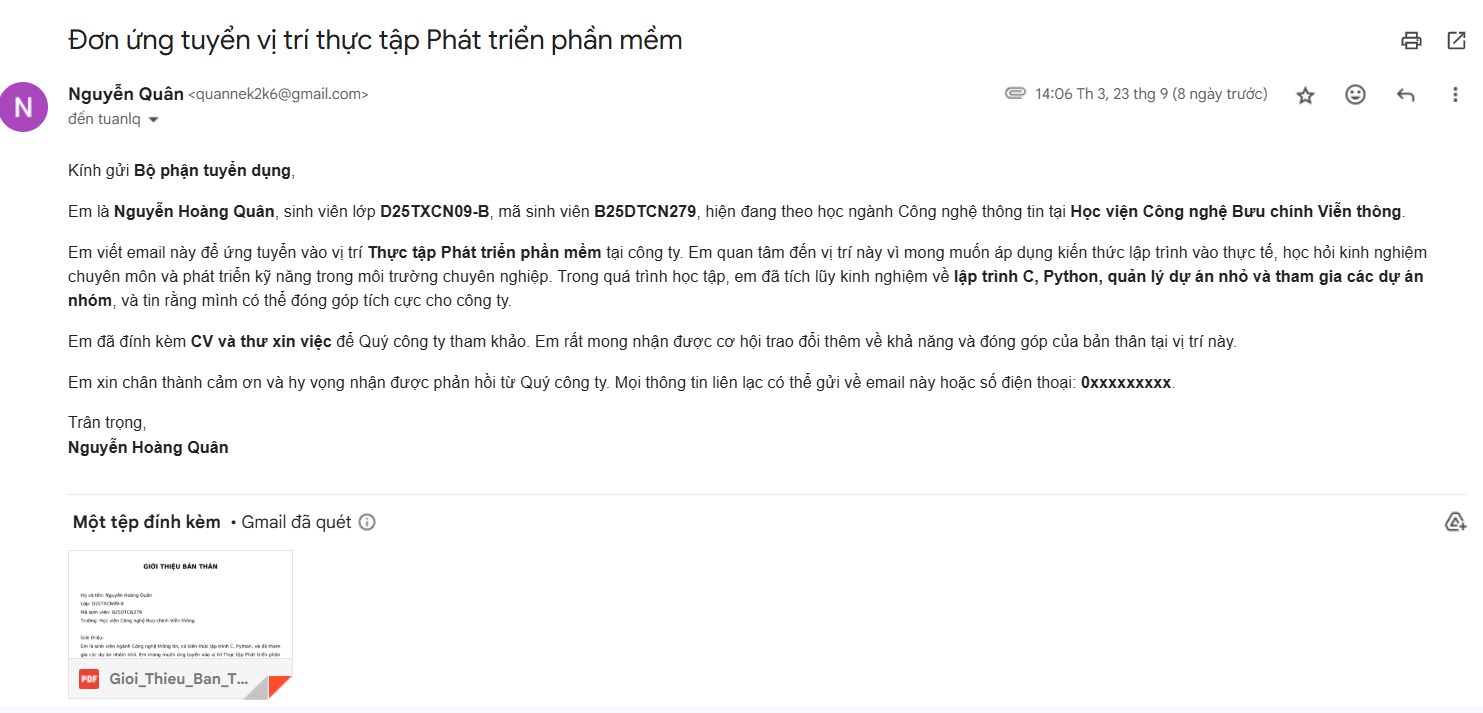 Đơn ứng tuyển vị trí thực tập Phát triển phần mềm
N
Nguyễn Quân <quannek2k6@gmail.com>
14:06 Th 3, 23 thg 9 (8 ngày trước)
đến tuanlq
Kính gửi Bộ phận tuyển dụng,
Em là Nguyễn Hoàng Quân, sinh viên lớp D25TXCN09-B, mã sinh viên B25DTCN279, hiện đang theo học ngành Công nghệ thông tin tại Học viện Công nghệ Bưu chính Viễn thông.
Em viết email này để ứng tuyển vào vị trí Thực tập Phát triển phần mềm tại công ty. Em quan tâm đến vị trí này vì mong muốn áp dụng kiến thức lập trình vào thực tế, học hỏi kinh nghiệm
chuyên môn và phát triển kỹ năng trong môi trường chuyên nghiệp. Trong quá trình học tập, em đã tích lũy kinh nghiệm về lập trình C, Python, quản lý dự án nhỏ và tham gia các dự án
nhóm, và tin rằng mình có thể đóng góp tích cực cho công ty.
Em đã đính kèm CV và thư xin việc để Quý công ty tham khảo. Em rất mong nhận được cơ hội trao đổi thêm về khả năng và đóng góp của bản thân tại vị trí này.
Em xin chân thành cảm ơn và hy vọng nhận được phản hồi từ Quý công ty. Mọi thông tin liên lạc có thể gửi về email này hoặc số điện thoại: 0xxxxxxxxx.
Trân trọng,
Nguyễn Hoàng Quân
Một tệp đính kèm • Gmail đã quét
GIỚI THIỆU BẢN THÂN
Họ và tên: Nguyễn Hoàng Quân
Lớp: D25TXCN09-B
Mã sinh viên: B25DTCN279
Trường: Học viện Công nghệ Bưu chính Viễn thông
Giới thiệu:
Em là sinh viên ngành Công nghệ thông tin, có kiến thức lập trình C, Python, và đã tham
gia các dự án nhóm nhỏ. Em mong muốn ứng tuyển vào vị trí Thực tập Phát triển phần
PDF
Gioi_Thieu_Ban_T...